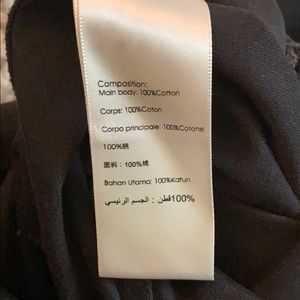 Composition:
Main body: 100%Cotton
Corps: 100%Coton
Corpo principale: 100%Cotone
100%綿
面料：100%棉
Bahan Utama: 100%Katun
100%قطن : الجسم الرئيسي